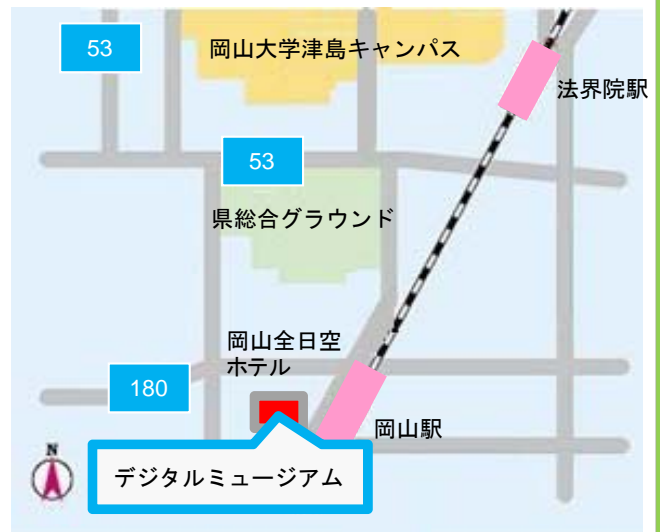 53
岡山大学津島キャンパス
法界院駅
53
県総合グラウンド
岡山全日空
ホテル
180
岡山駅
N
デジタルミュージアム